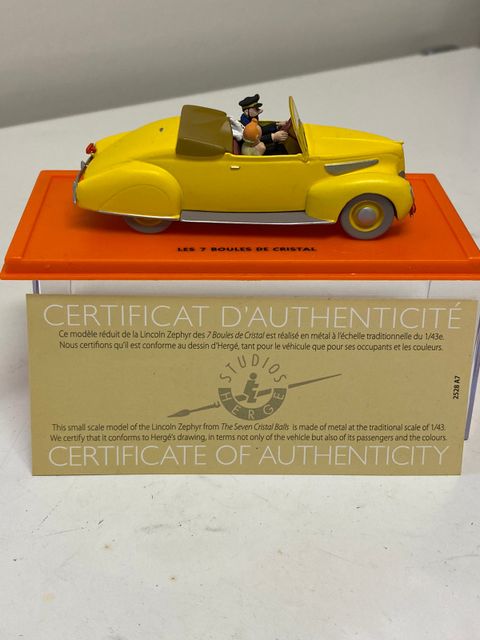 LES 7 BOULES DE CRISTAL
CERTIFICAT D'AUTHENTICITÉ
Ce modèle réduit de la Lincoln Zephyr des 7 Boules de Cristal est réalisé en métal à l'échelle traditionnelle du 1/43e.
Nous certifions qu'il est conforme au dessin d'Hergé, tant pour le véhicule que pour ses occupants et les couleurs.
STUDIOS
HERGÉ
2528 A7
This small scale model of the Lincoln Zephyr from The Seven Cristal Balls is made of metal at the traditional scale of 1/43.
We certify that it conforms to Hergé's drawing, in terms not only of the vehicle but also of its passengers and the colours.
CERTIFICATE OF AUTHENTICITY